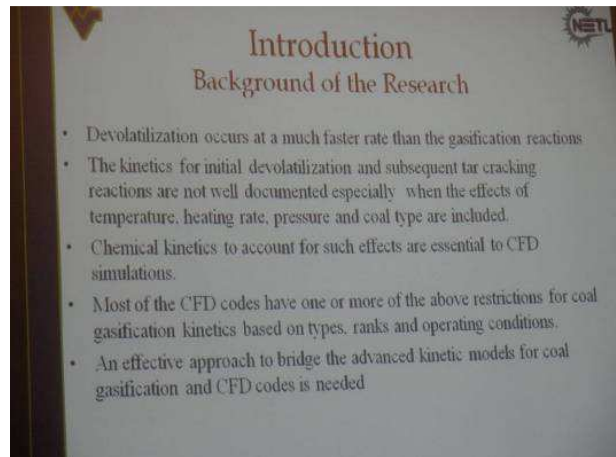 NETL
Introduction
Background of the Research
• Devolatilization occurs at a much faster rate than the gasification reactions
• The kinetics for initial devolatilization and subsequent tar cracking
reactions are not well documented especially when the effects of
temperature, heating rate, pressure and coal type are included.
• Chemical kinetics to account for such effects are essential to CFD
simulations.
• Most of the CFD codes have one or more of the above restrictions for coal
gasification kinetics based on types, ranks and operating conditions.
• An effective approach to bridge the advanced kinetic models for coal
gasification and CFD codes is needed